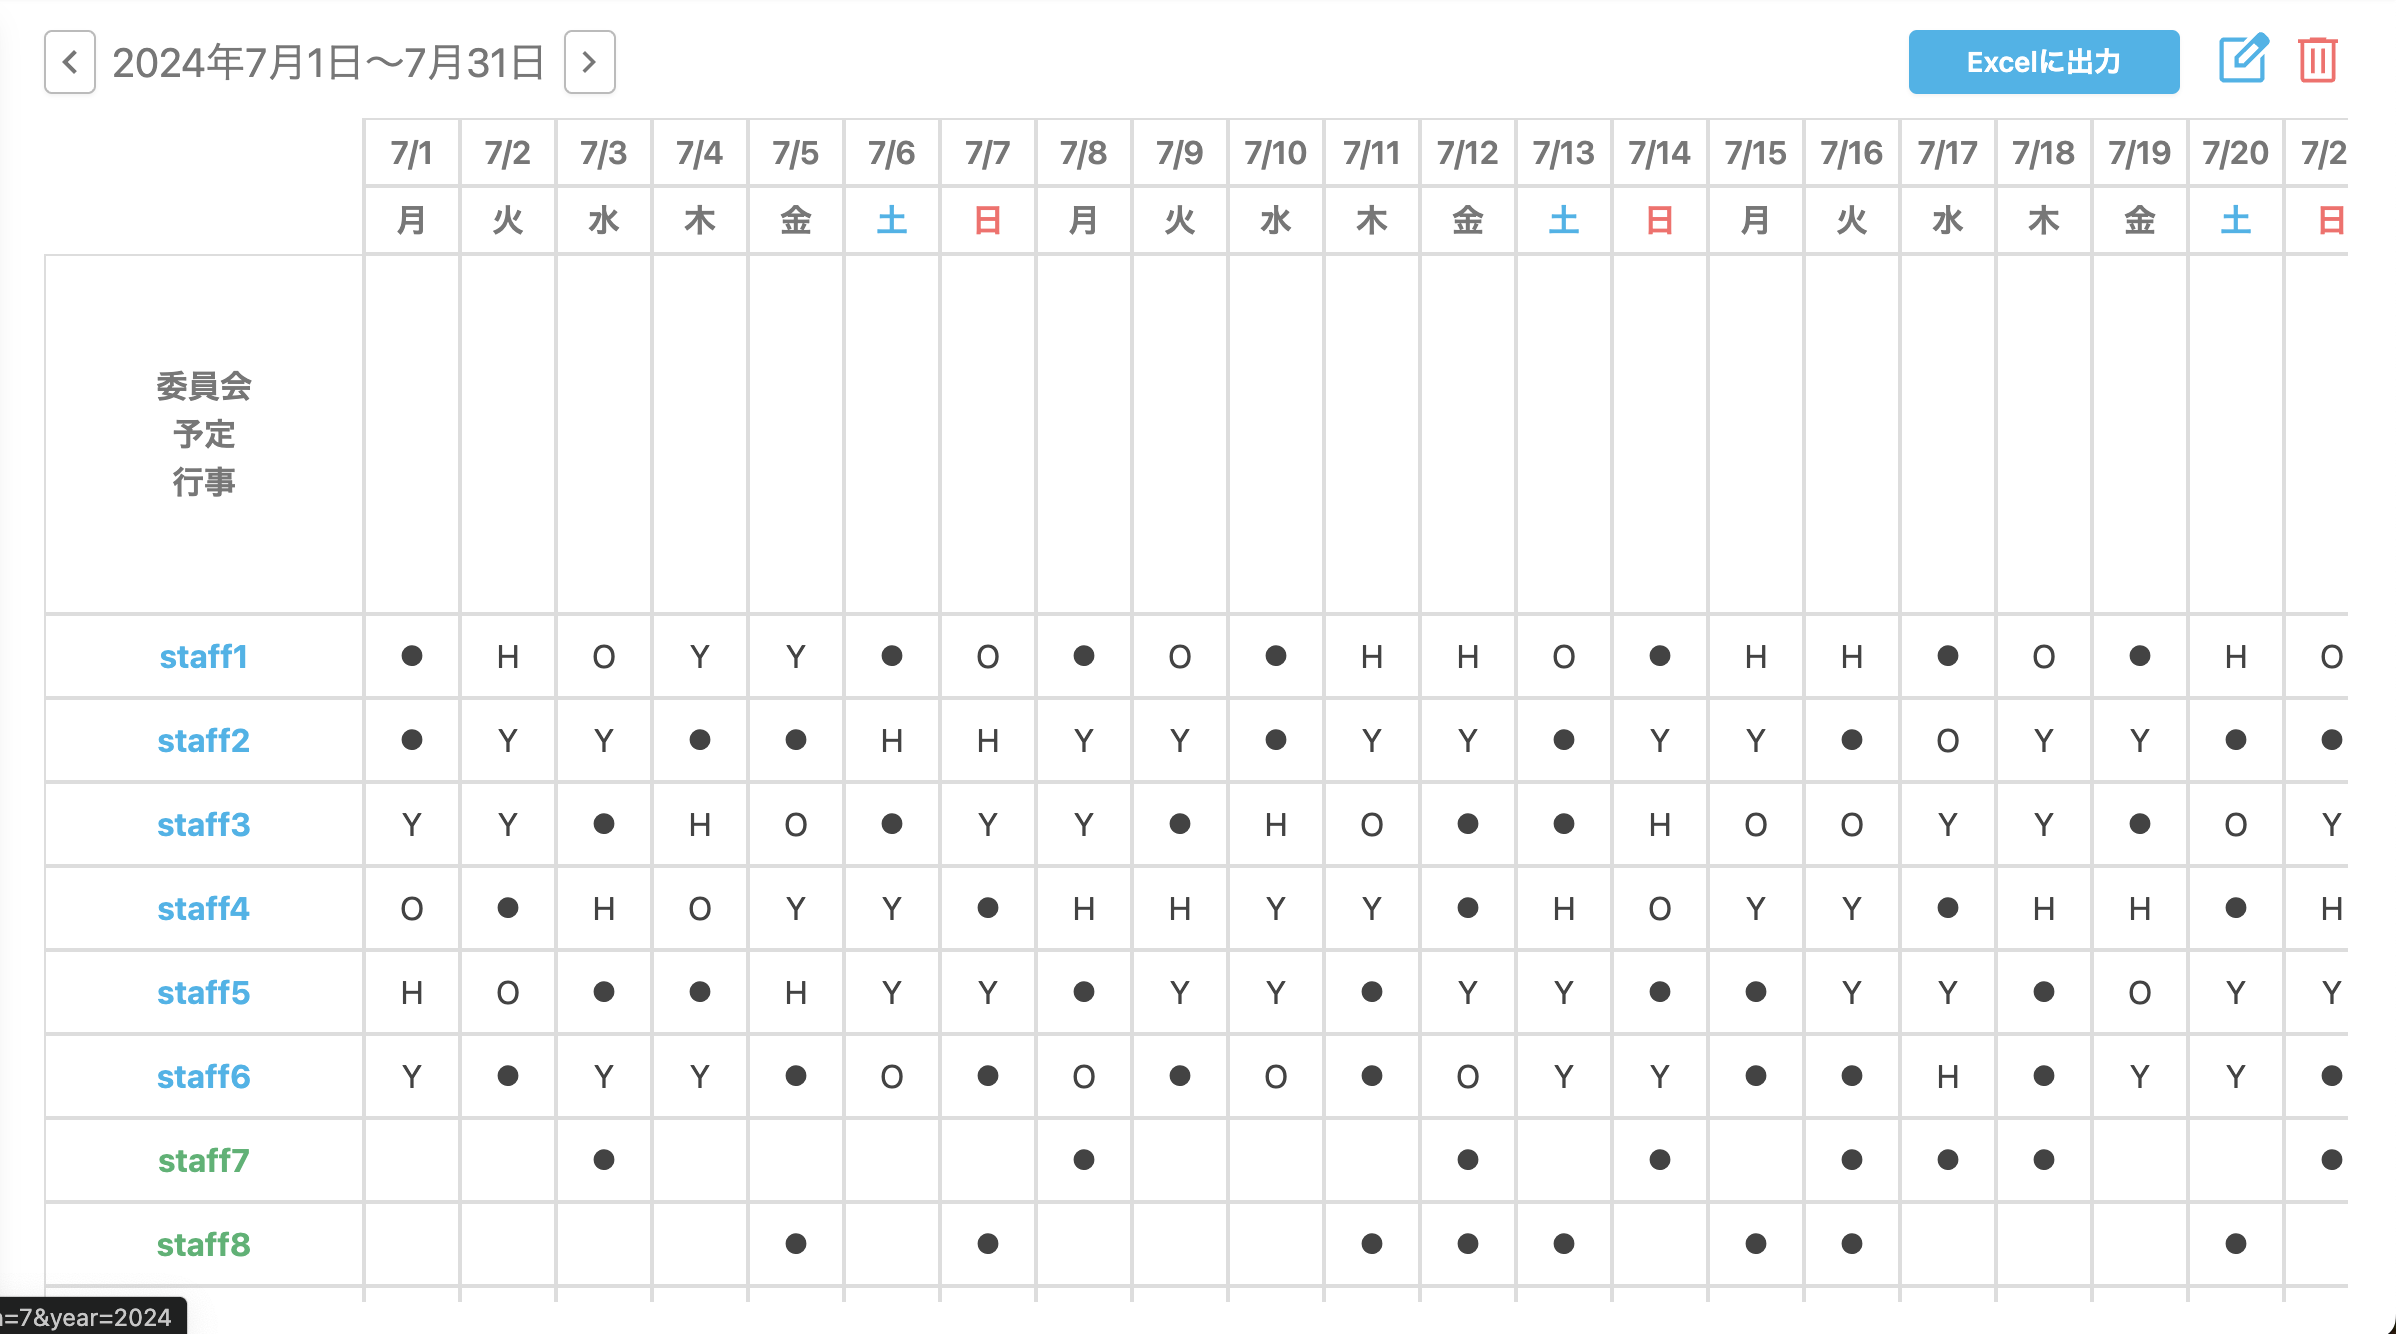 2024年7月1日〜7月31日
Excelに出力
7/1 7/2 7/3 7/4 7/5 7/6 7/7 7/8 7/9 7/10 7/11 7/12 7/13 7/14 7/15 7/16 7/17 7/18 7/19 7/20 7/2
月 火 水 木 金 土 日 月 火 水 木 金 土 日 月 火 水 木 金 土 日
委員会
予定
行事
staff1 ● H O Y Y ● O ● O ● H H O ● H H ● O ● H O
staff2 ● Y Y ● ● H H Y Y ● Y Y ● Y Y ● O Y Y ● ●
staff3 Y Y ● H O ● Y Y ● H O ● ● H O O Y Y ● O Y
staff4 O ● H O Y Y ● H H Y Y ● H O Y Y ● H H ● H
staff5 H O ● ● H Y Y ● Y Y ● Y Y ● ● Y Y ● O Y Y
staff6 Y ● Y Y ● O ● O ● O ● O Y Y ● ● H ● Y Y ●
staff7 ● ● ● ● ● ● ● ●
staff8 ● ● ● ● ● ● ● ●
=7&year=2024